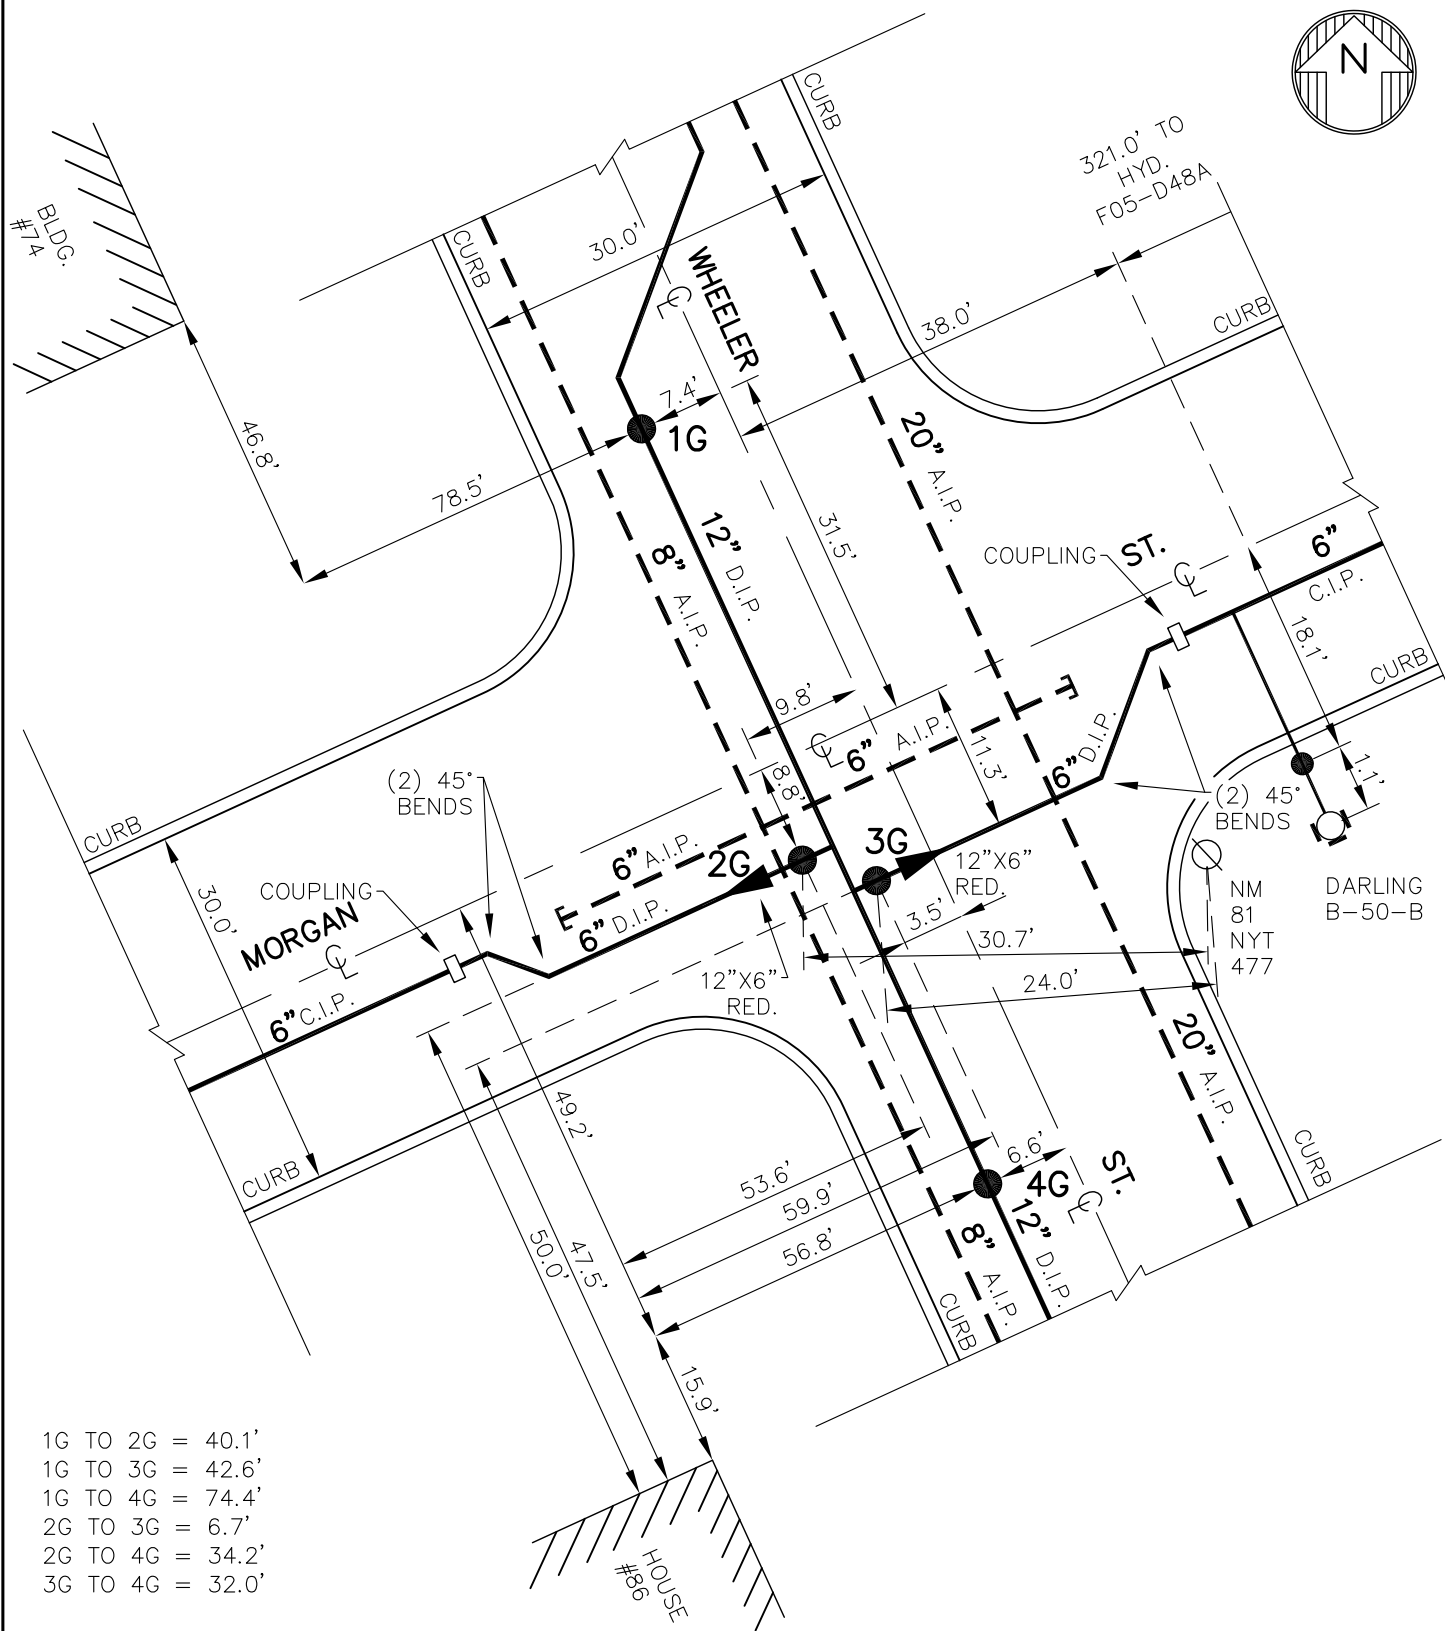 N
CURB
321.0' TO
HYD.
F05-D48A
BLDG.
#74
CURB
30.0'
WHEELER
℄
38.0'
CURB
7.4'
1G
46.8'
78.5'
20"
A.I.P.
31.5'
12"
D.I.P.
8"
A.I.P.
COUPLING
ST.
℄
6"
C.I.P.
18.1'
CURB
9.8'
℄
6"
A.I.P.
11.3'
8.8'
6"
D.I.P.
1.1'
(2) 45°
BENDS
(2) 45°
BENDS
CURB
6" A.I.P.
2G
3G
12"X6"
RED.
NM
81
NYT
477
DARLING
B-50-B
30.0'
COUPLING
MORGAN
℄
6" D.I.P.
3.5'
30.7'
12"X6"
RED.
24.0'
6" C.I.P.
20"
A.I.P.
49.2'
CURB
53.6'
59.9'
56.8'
6.6'
4G
ST.
℄
CURB
50.0'
47.5'
8"
A.I.P.
12"
D.I.P.
CURB
15.9'
1G TO 2G = 40.1'
1G TO 3G = 42.6'
1G TO 4G = 74.4'
2G TO 3G = 6.7'
2G TO 4G = 34.2'
3G TO 4G = 32.0'
HOUSE
#86